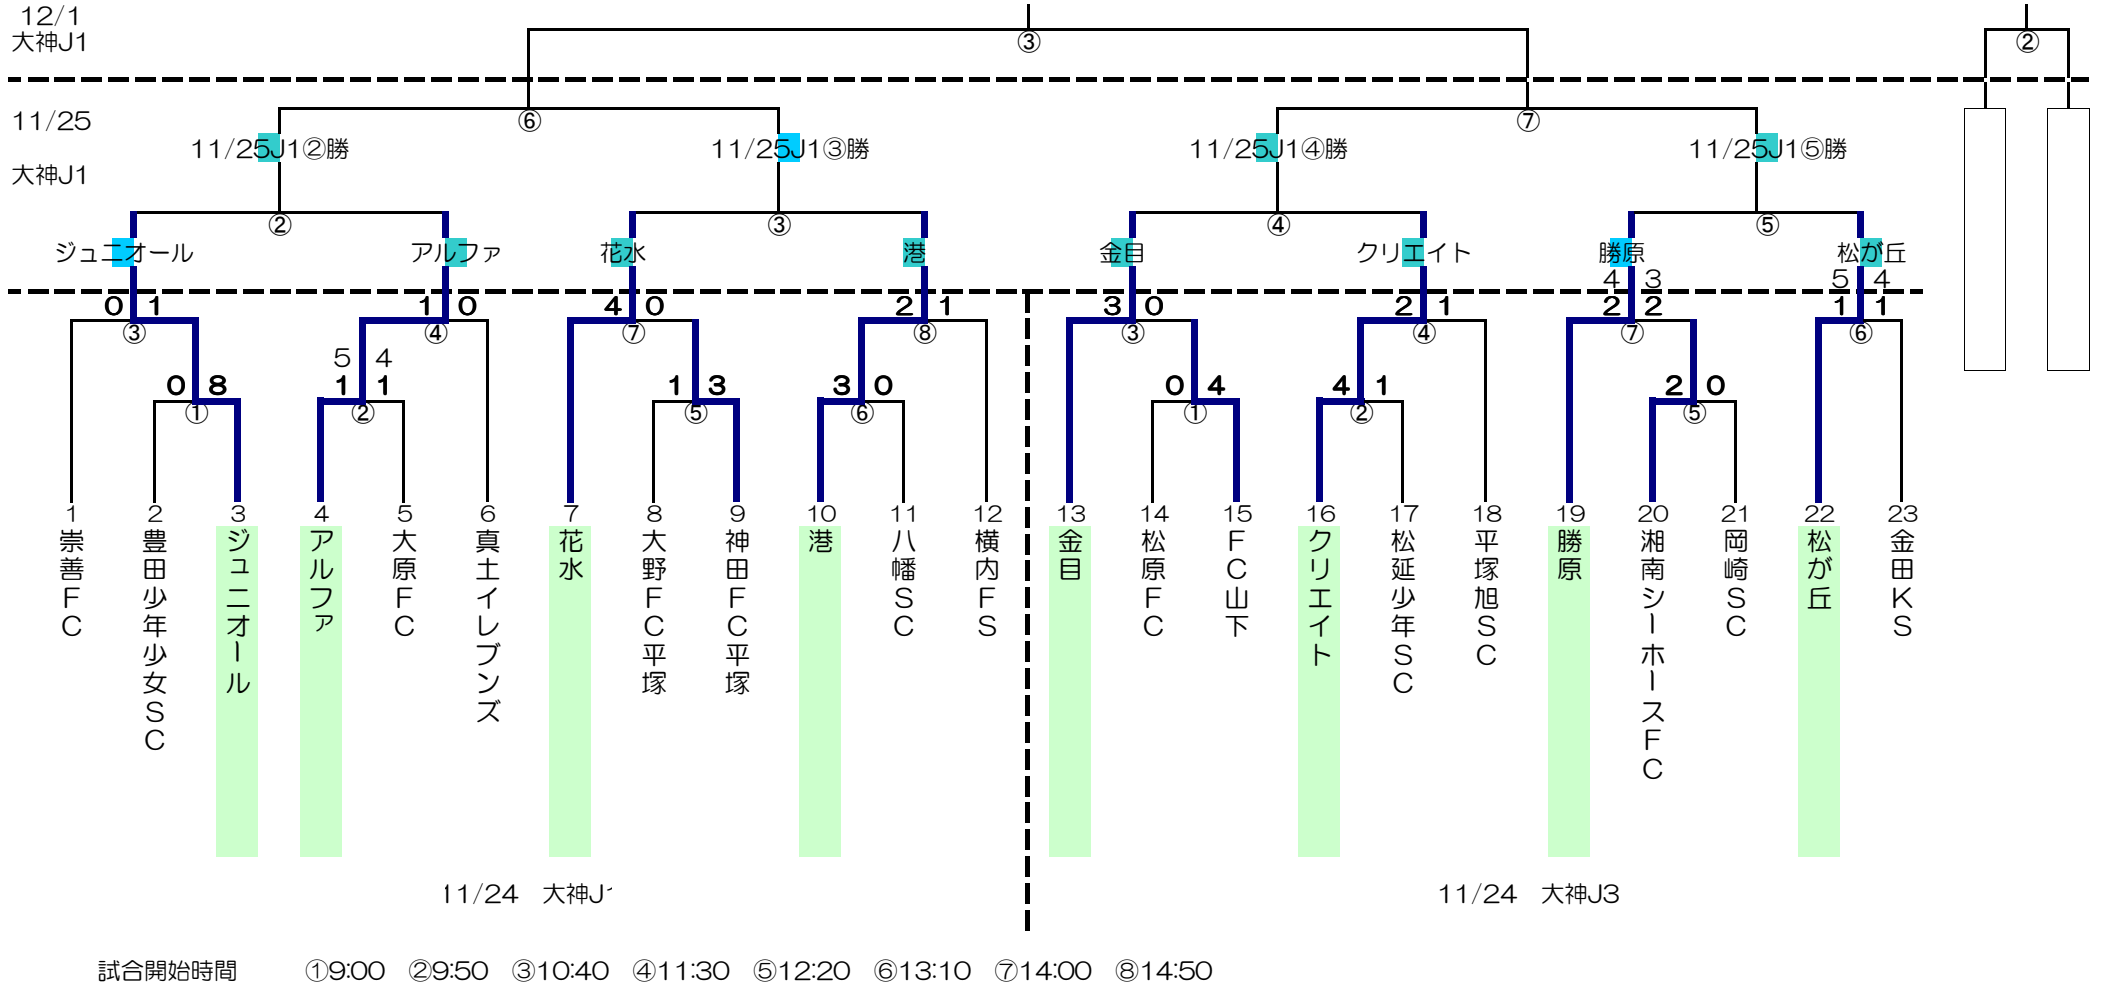 12/1
大神J1
③
②
11/25
⑥
⑦
11/25J1②勝
11/25J1③勝
11/25J1④勝
11/25J1⑤勝
大神J1
②
③
④
⑤
ジュニオール
アルファ
花水
港
金目
クリエイト
勝原
松が丘
4 3
5 4
0 1
1 0
4 0
2 1
3 0
2 1
2 2
1 1
③
④
⑦
⑧
③
④
⑦
⑥
5 4
0 8
1 1
1 3
3 0
0 4
4 1
2 0
①
②
⑤
⑥
①
②
⑤
1 崇善FC
2 豊田少年少女SC
3 ジュニオール
4 アルファ
5 大原FC
6 真土イレブンズ
7 花水
8 大野FC平塚
9 神田FC平塚
10 港
11 八幡SC
12 横内FS
13 金目
14 松原FC
15 FC山下
16 クリエイト
17 松延少年SC
18 平塚旭SC
19 勝原
20 湘南シーホースFC
21 岡崎SC
22 松が丘
23 金田KS
11/24 大神J1
11/24 大神J3
試合開始時間 ①9:00 ②9:50 ③10:40 ④11:30 ⑤12:20 ⑥13:10 ⑦14:00 ⑧14:50